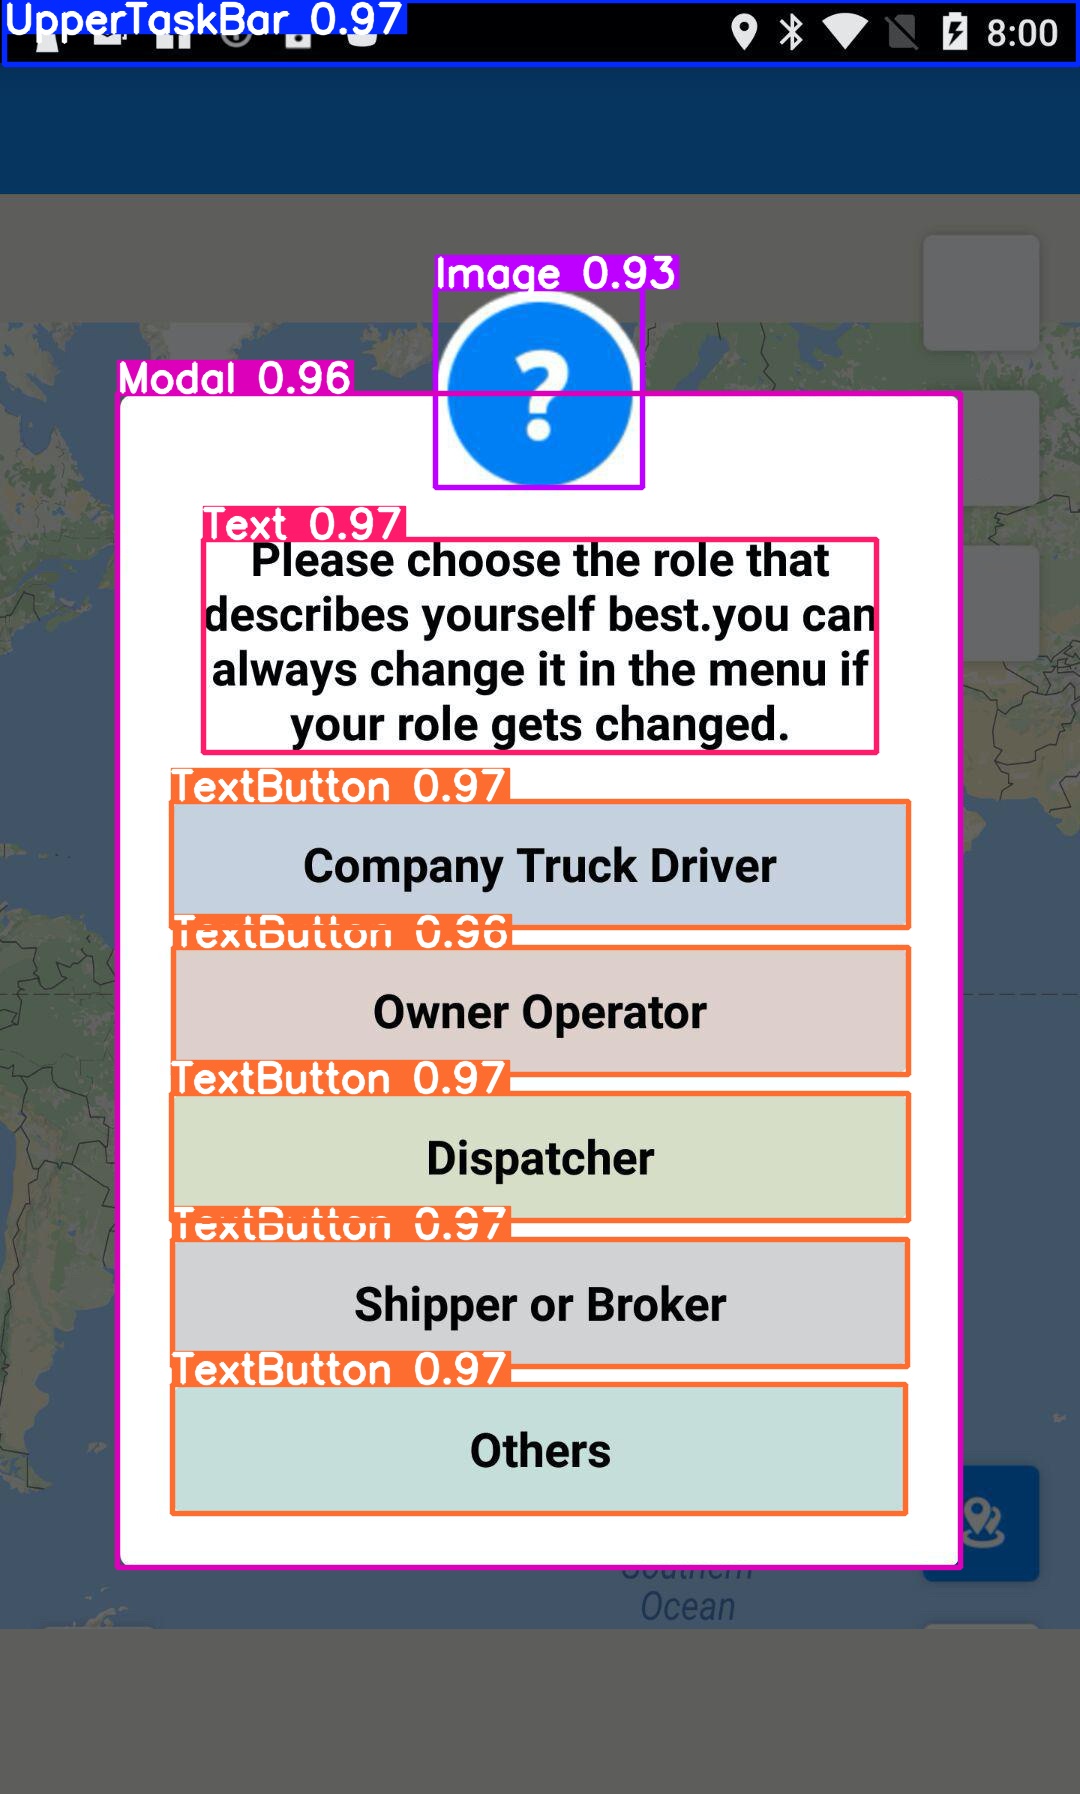 UpperTaskBar 0.97
8:00
Image 0.93
?
Modal 0.96
Text 0.97
Please choose the role that
describes yourself best.you can
always change it in the menu if
your role gets changed.
TextButton 0.97
Company Truck Driver
TextButton 0.96
Owner Operator
TextButton 0.97
Dispatcher
TextButton 0.97
Shipper or Broker
TextButton 0.97
Others
Southern
Ocean